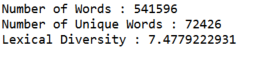 Number of Words : 541596
Number of Unique Words : 72426
Lexical Diversity : 7.4779222931